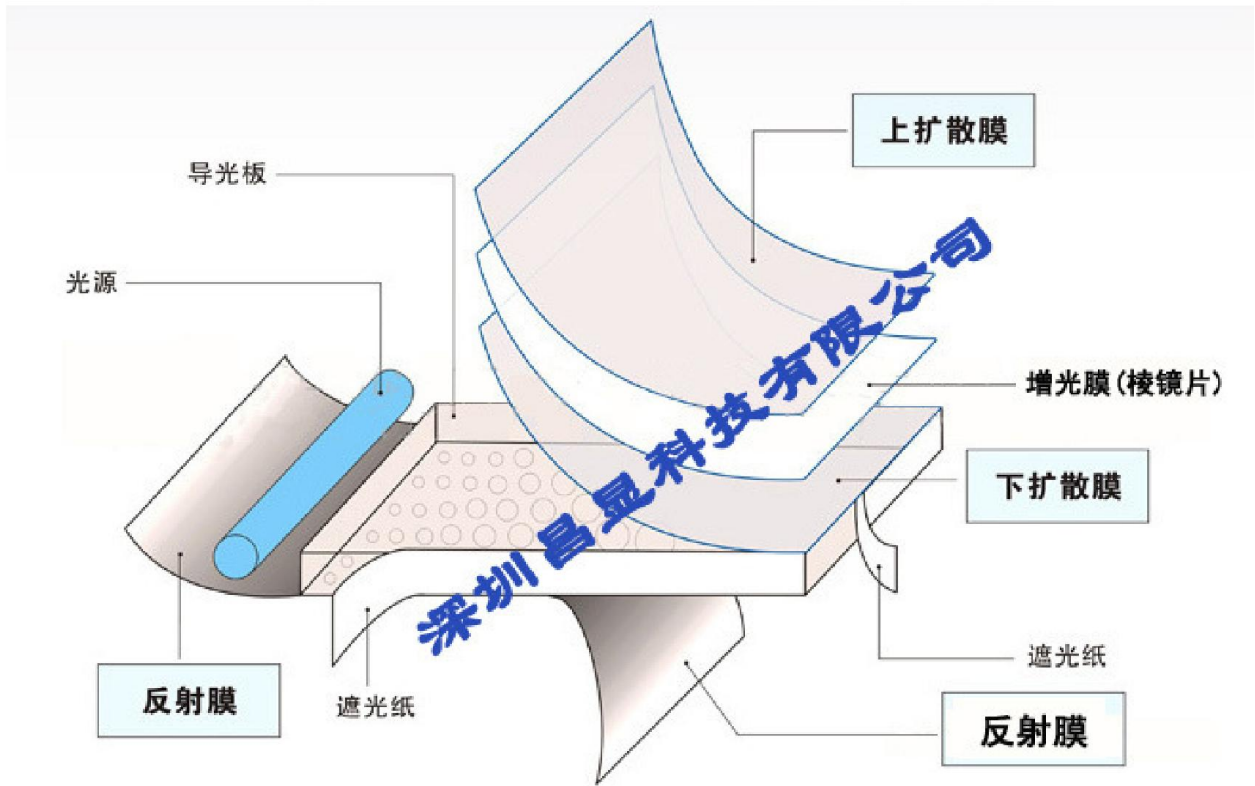 上扩散膜
导光板
光源
增光膜(棱镜片)
下扩散膜
深圳昌显科技有限公司
遮光纸
反射膜
遮光纸
反射膜